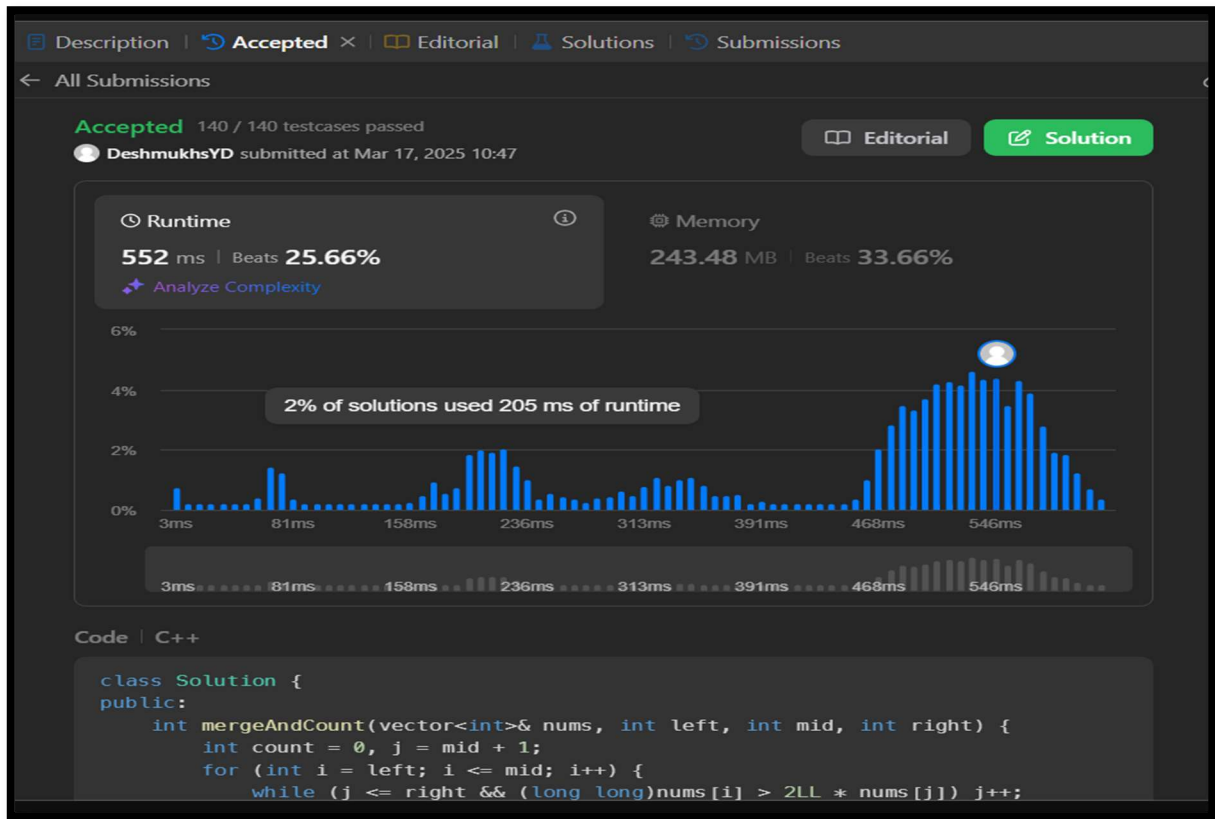 Description | Accepted × | Editorial | Solutions | Submissions
← All Submissions
Accepted 140 / 140 testcases passed
DeshmukhsYD submitted at Mar 17, 2025 10:47
Editorial
Solution
Runtime
552 ms | Beats 25.66%
Analyze Complexity
Memory
243.48 MB | Beats 33.66%
6%
4%
2% of solutions used 205 ms of runtime
2%
0%
3ms 81ms 158ms 236ms 313ms 391ms 468ms 546ms
3ms 81ms 158ms 236ms 313ms 391ms 468ms 546ms
Code | C++
class Solution {
public:
    int mergeAndCount(vector<int>& nums, int left, int mid, int right) {
        int count = 0, j = mid + 1;
        for (int i = left; i <= mid; i++) {
            while (j <= right && (long long)nums[i] > 2LL * nums[j]) j++;